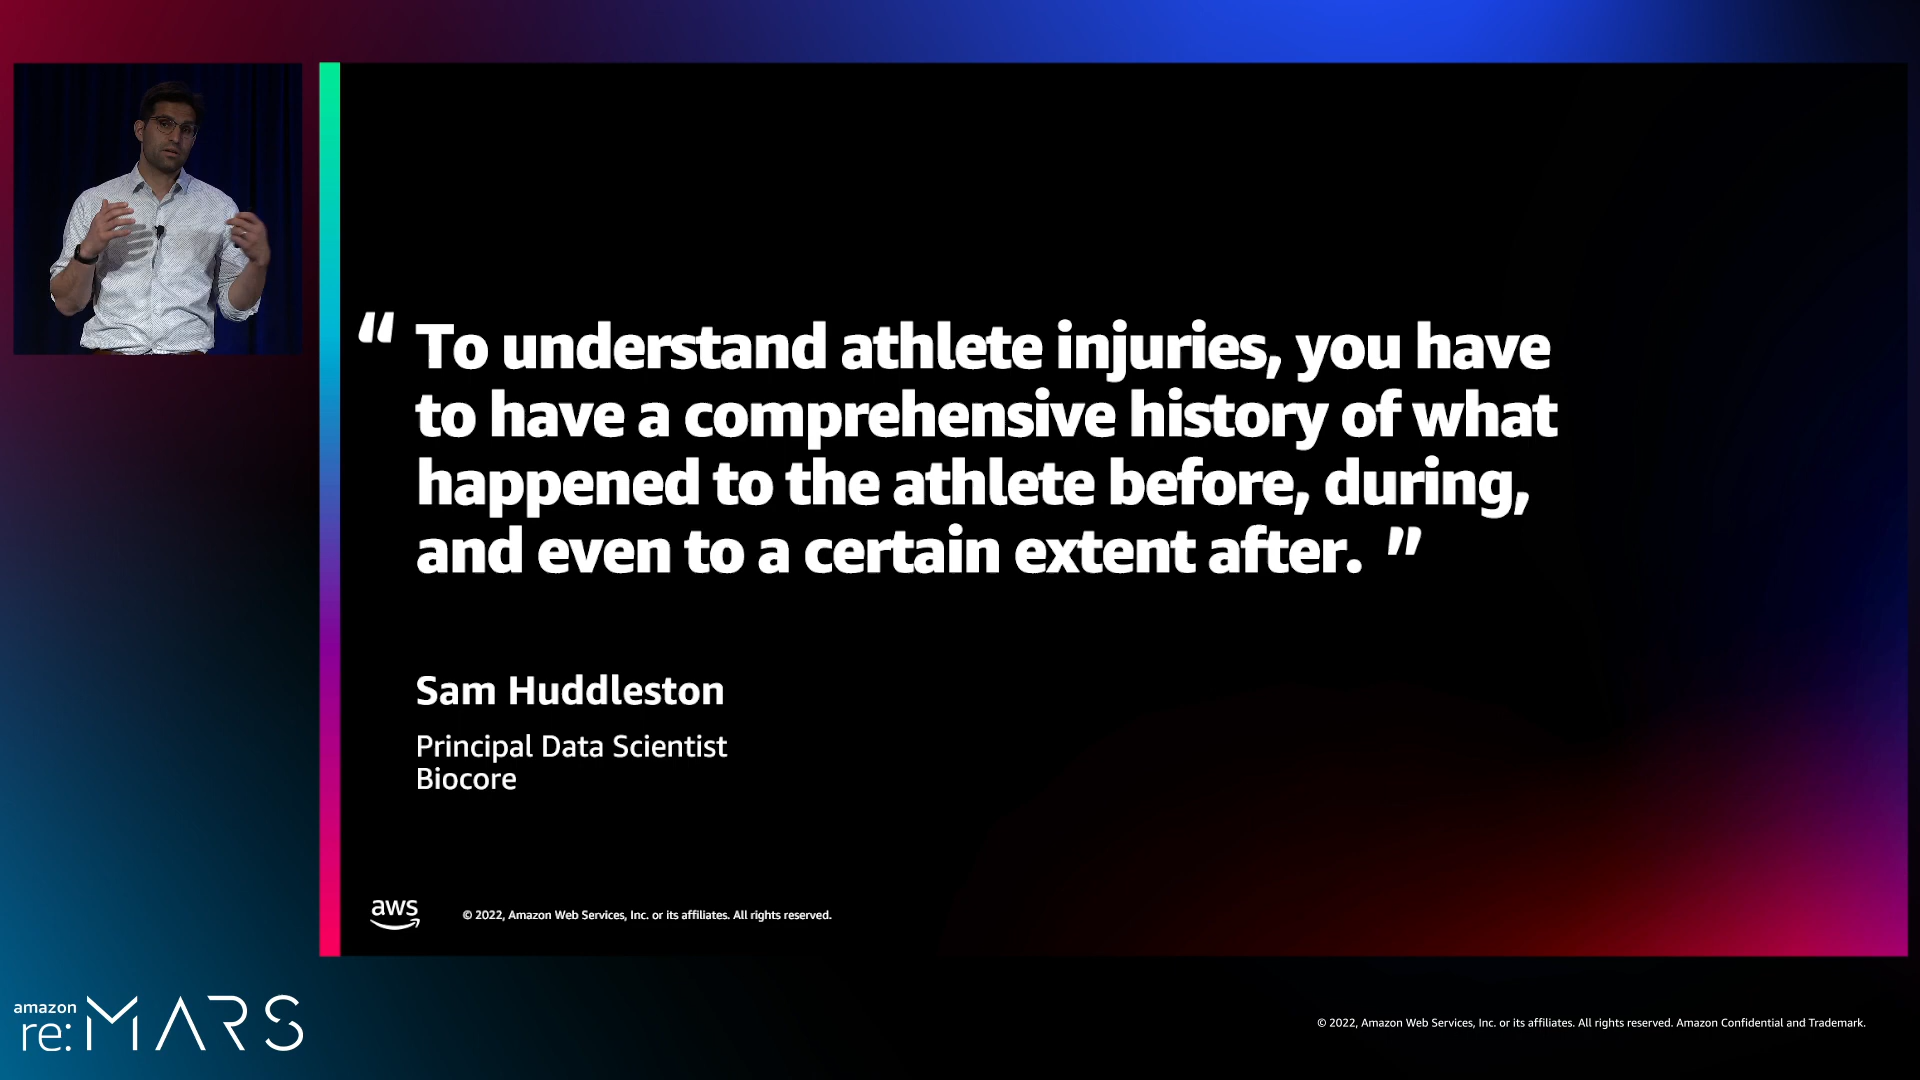 “ To understand athlete injuries, you have
to have a comprehensive history of what
happened to the athlete before, during,
and even to a certain extent after. ”
Sam Huddleston
Principal Data Scientist
Biocore
aws
© 2022, Amazon Web Services, Inc. or its affiliates. All rights reserved.
amazon
re:MARS
© 2022, Amazon Web Services, Inc. or its affiliates. All rights reserved. Amazon Confidential and Trademark.